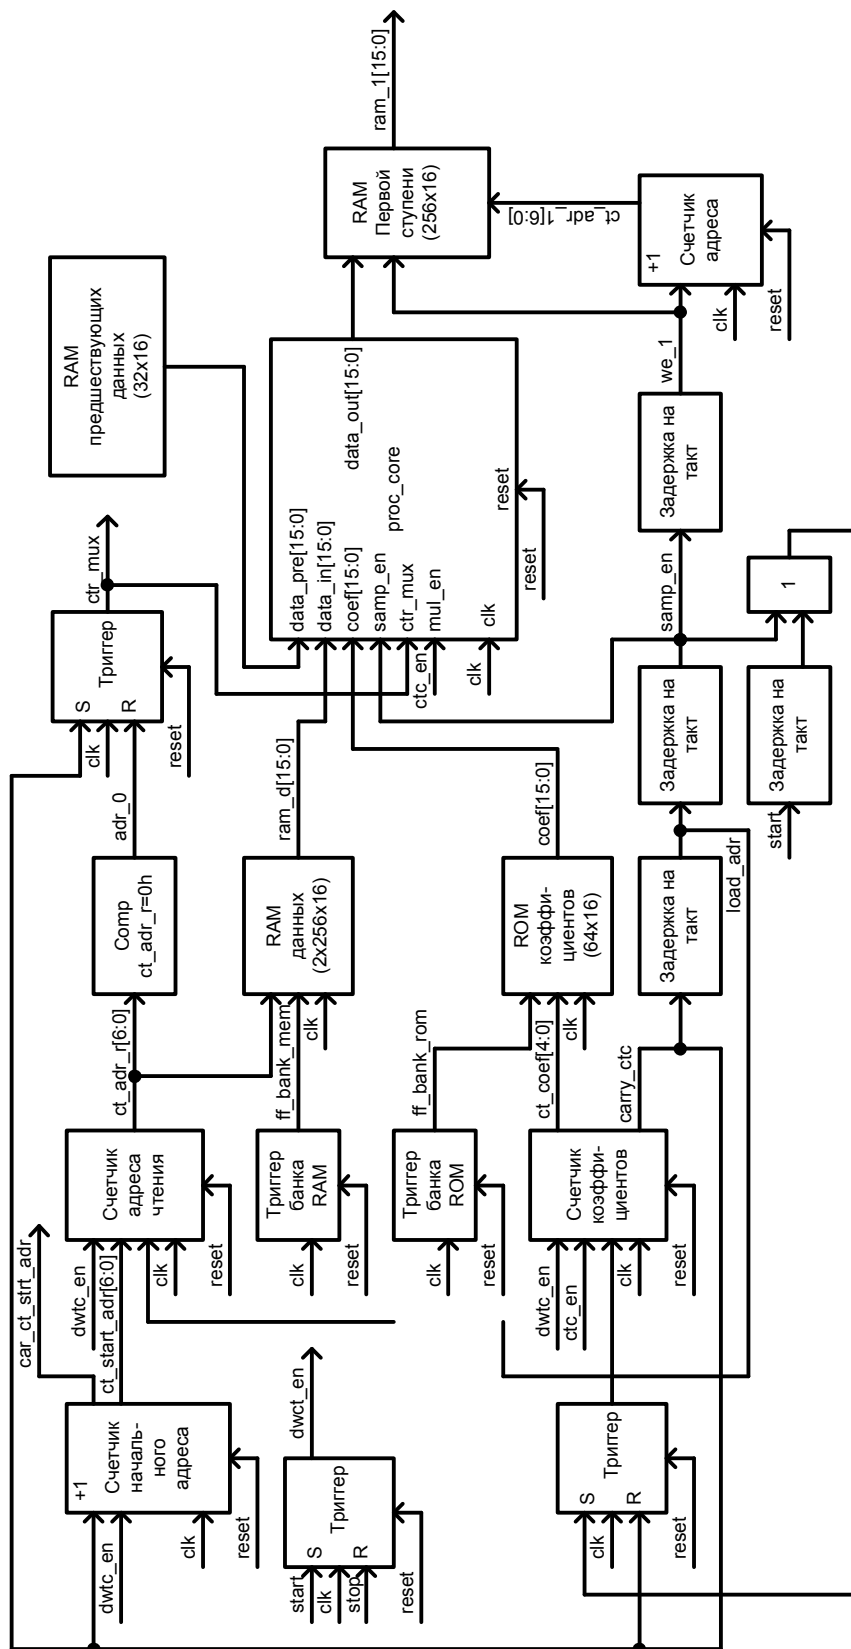 +1
Счетчик
началь-
ного
адреса
dwtc_en
clk
reset
car_ct_strt_adr
ct_start_adr[6:0]
dwtc_en
Счетчик
адреса
чтения
clk
reset
ct_adr_r[6:0]
Comp
ct_adr_r=0h
adr_0
S
Триггер
R
clk
reset
ctr_mux
RAM
предшествующих
данных
(32x16)
start
S
clk
Триггер
stop
R
reset
dwct_en
Триггер
банка
RAM
clk
reset
ff_bank_mem
RAM
данных
(2x256x16)
clk
ram_d[15:0]
data_pre[15:0]
data_in[15:0]
coef[15:0]
samp_en
ctr_mux
mul_en
clk
data_out[15:0]
proc_core
reset
ctc_en
clk
reset
RAM
Первой
ступени
(256x16)
ram_1[15:0]
Триггер
банка
ROM
clk
reset
ff_bank_rom
ROM
коэффи-
циентов
(64x16)
clk
coef[15:0]
dwtc_en
ctc_en
Счетчик
коэффи-
циентов
clk
reset
ct_coef[4:0]
carry_ctc
S
clk
Триггер
R
reset
Задержка на
такт
load_adr
Задержка на
такт
samp_en
Задержка на
такт
we_1
+1
Счетчик
адреса
clk
reset
ct_adr_1[6:0]
start
Задержка на
такт
1